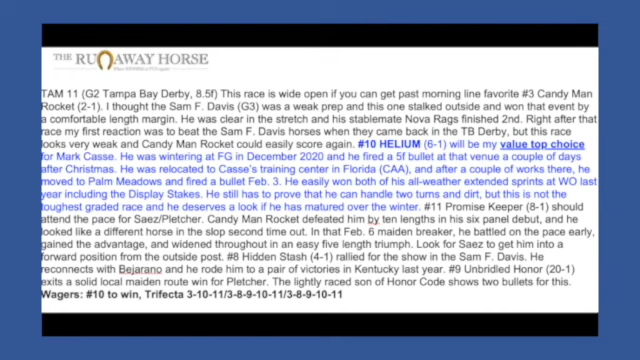 THE RUNAWAY HORSE
TAM 11 (G2 Tampa Bay Derby, 8.5f) This race is wide open if you can get past morning line favorite #3 Candy Man
Rocket (2-1). I thought the Sam F. Davis (G3) was a weak prep and this one stalked outside and won that event by
a comfortable length margin. He was clear in the stretch and his stablemate Nova Rags finished 2nd. Right after that
race my first reaction was to beat the Sam F. Davis horses when they came back in the TB Derby, but this race
looks very weak and Candy Man Rocket could easily score again. #10 HELIUM (6-1) will be my value top choice
for Mark Casse. He was wintering at FG in December 2020 and he fired a 5f bullet at that venue a couple of days
after Christmas. He was relocated to Casse's training center in Florida (CAA), and after a couple of works there, he
moved to Palm Meadows and fired a bullet Feb. 3. He easily won both of his all-weather extended sprints at WO last
year including the Display Stakes. He still has to prove that he can handle two turns and dirt, but this is not the
toughest graded race and he deserves a look if he has matured over the winter. #11 Promise Keeper (8-1) should
attend the pace for Saez/Pletcher. Candy Man Rocket defeated him by ten lengths in his six panel debut, and he
looked like a different horse in the slop second time out. In that Feb. 6 maiden breaker, he battled on the pace early,
gained the advantage, and widened throughout in an easy five length triumph. Look for Saez to get him into a
forward position from the outside post. #8 Hidden Stash (4-1) rallied for the show in the Sam F. Davis. He
reconnects with Bejarano and he rode him to a pair of victories in Kentucky last year. #9 Unbridled Honor (20-1)
exits a solid local maiden route win for Pletcher. The lightly raced son of Honor Code shows two bullets for this.
Wagers: #10 to win, Trifecta 3-10-11/3-8-9-10-11/3-8-9-10-11